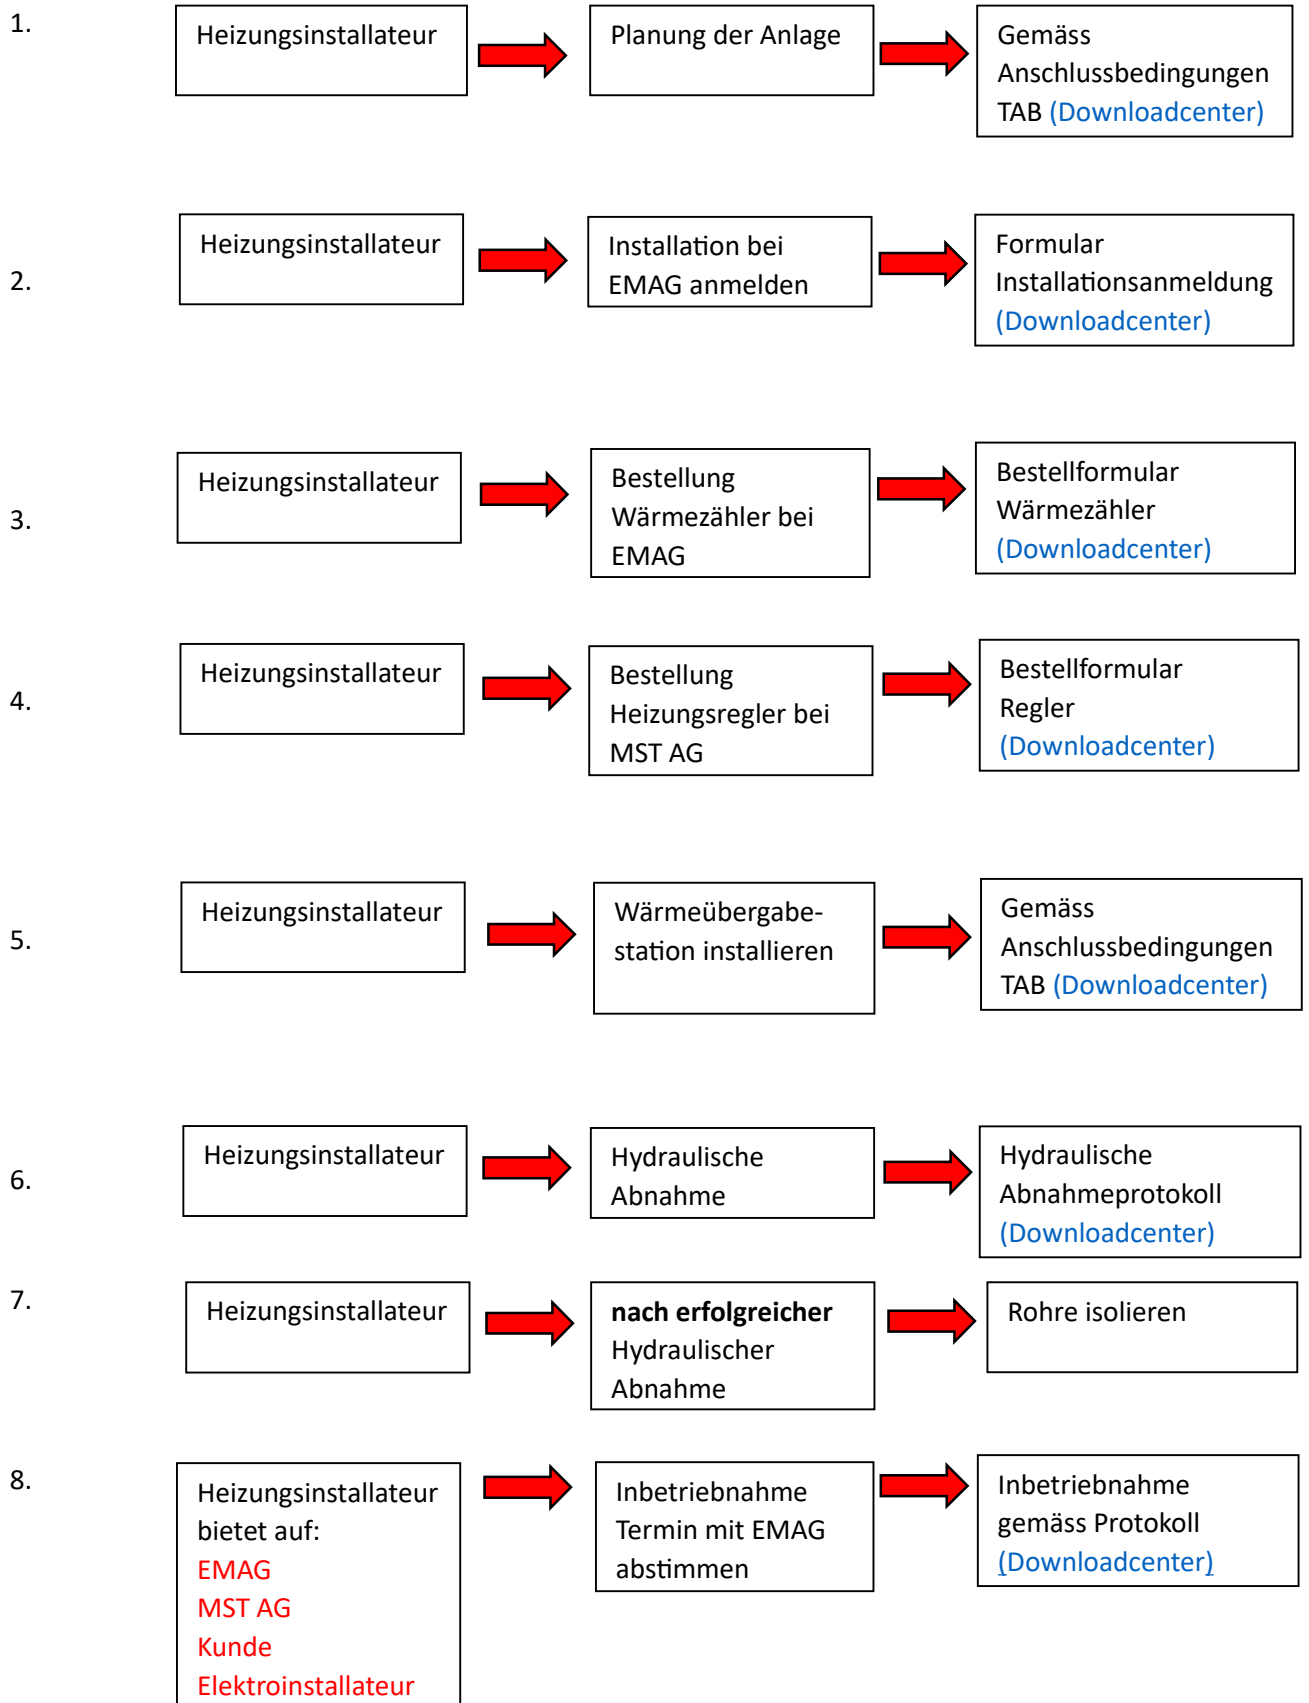 1.
Heizungsinstallateur
Planung der Anlage
Gemäss
Anschlussbedingungen
TAB (Downloadcenter)
2.
Heizungsinstallateur
Installation bei
EMAG anmelden
Formular
Installationsanmeldung
(Downloadcenter)
3.
Heizungsinstallateur
Bestellung
Wärmezähler bei
EMAG
Bestellformular
Wärmezähler
(Downloadcenter)
4.
Heizungsinstallateur
Bestellung
Heizungsregler bei
MST AG
Bestellformular
Regler
(Downloadcenter)
5.
Heizungsinstallateur
Wärmeübergabe-
station installieren
Gemäss
Anschlussbedingungen
TAB (Downloadcenter)
6.
Heizungsinstallateur
Hydraulische
Abnahme
Hydraulische
Abnahmeprotokoll
(Downloadcenter)
7.
Heizungsinstallateur
nach erfolgreicher
Hydraulischer
Abnahme
Rohre isolieren
8.
Heizungsinstallateur
bietet auf:
EMAG
MST AG
Kunde
Elektroinstallateur
Inbetriebnahme
Termin mit EMAG
abstimmen
Inbetriebnahme
gemäss Protokoll
(Downloadcenter)